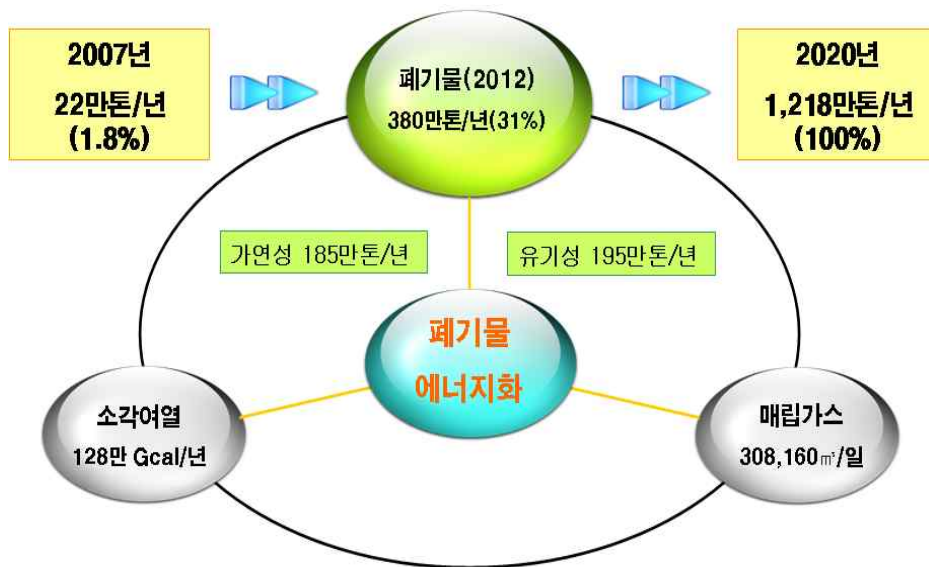 2007년
22만톤/년
(1.8%)
폐기물(2012)
380만톤/년(31%)
2020년
1,218만톤/년
(100%)
가연성 185만톤/년
유기성 195만톤/년
폐기물
에너지화
소각여열
128만 Gcal/년
매립가스
308,160㎥/일